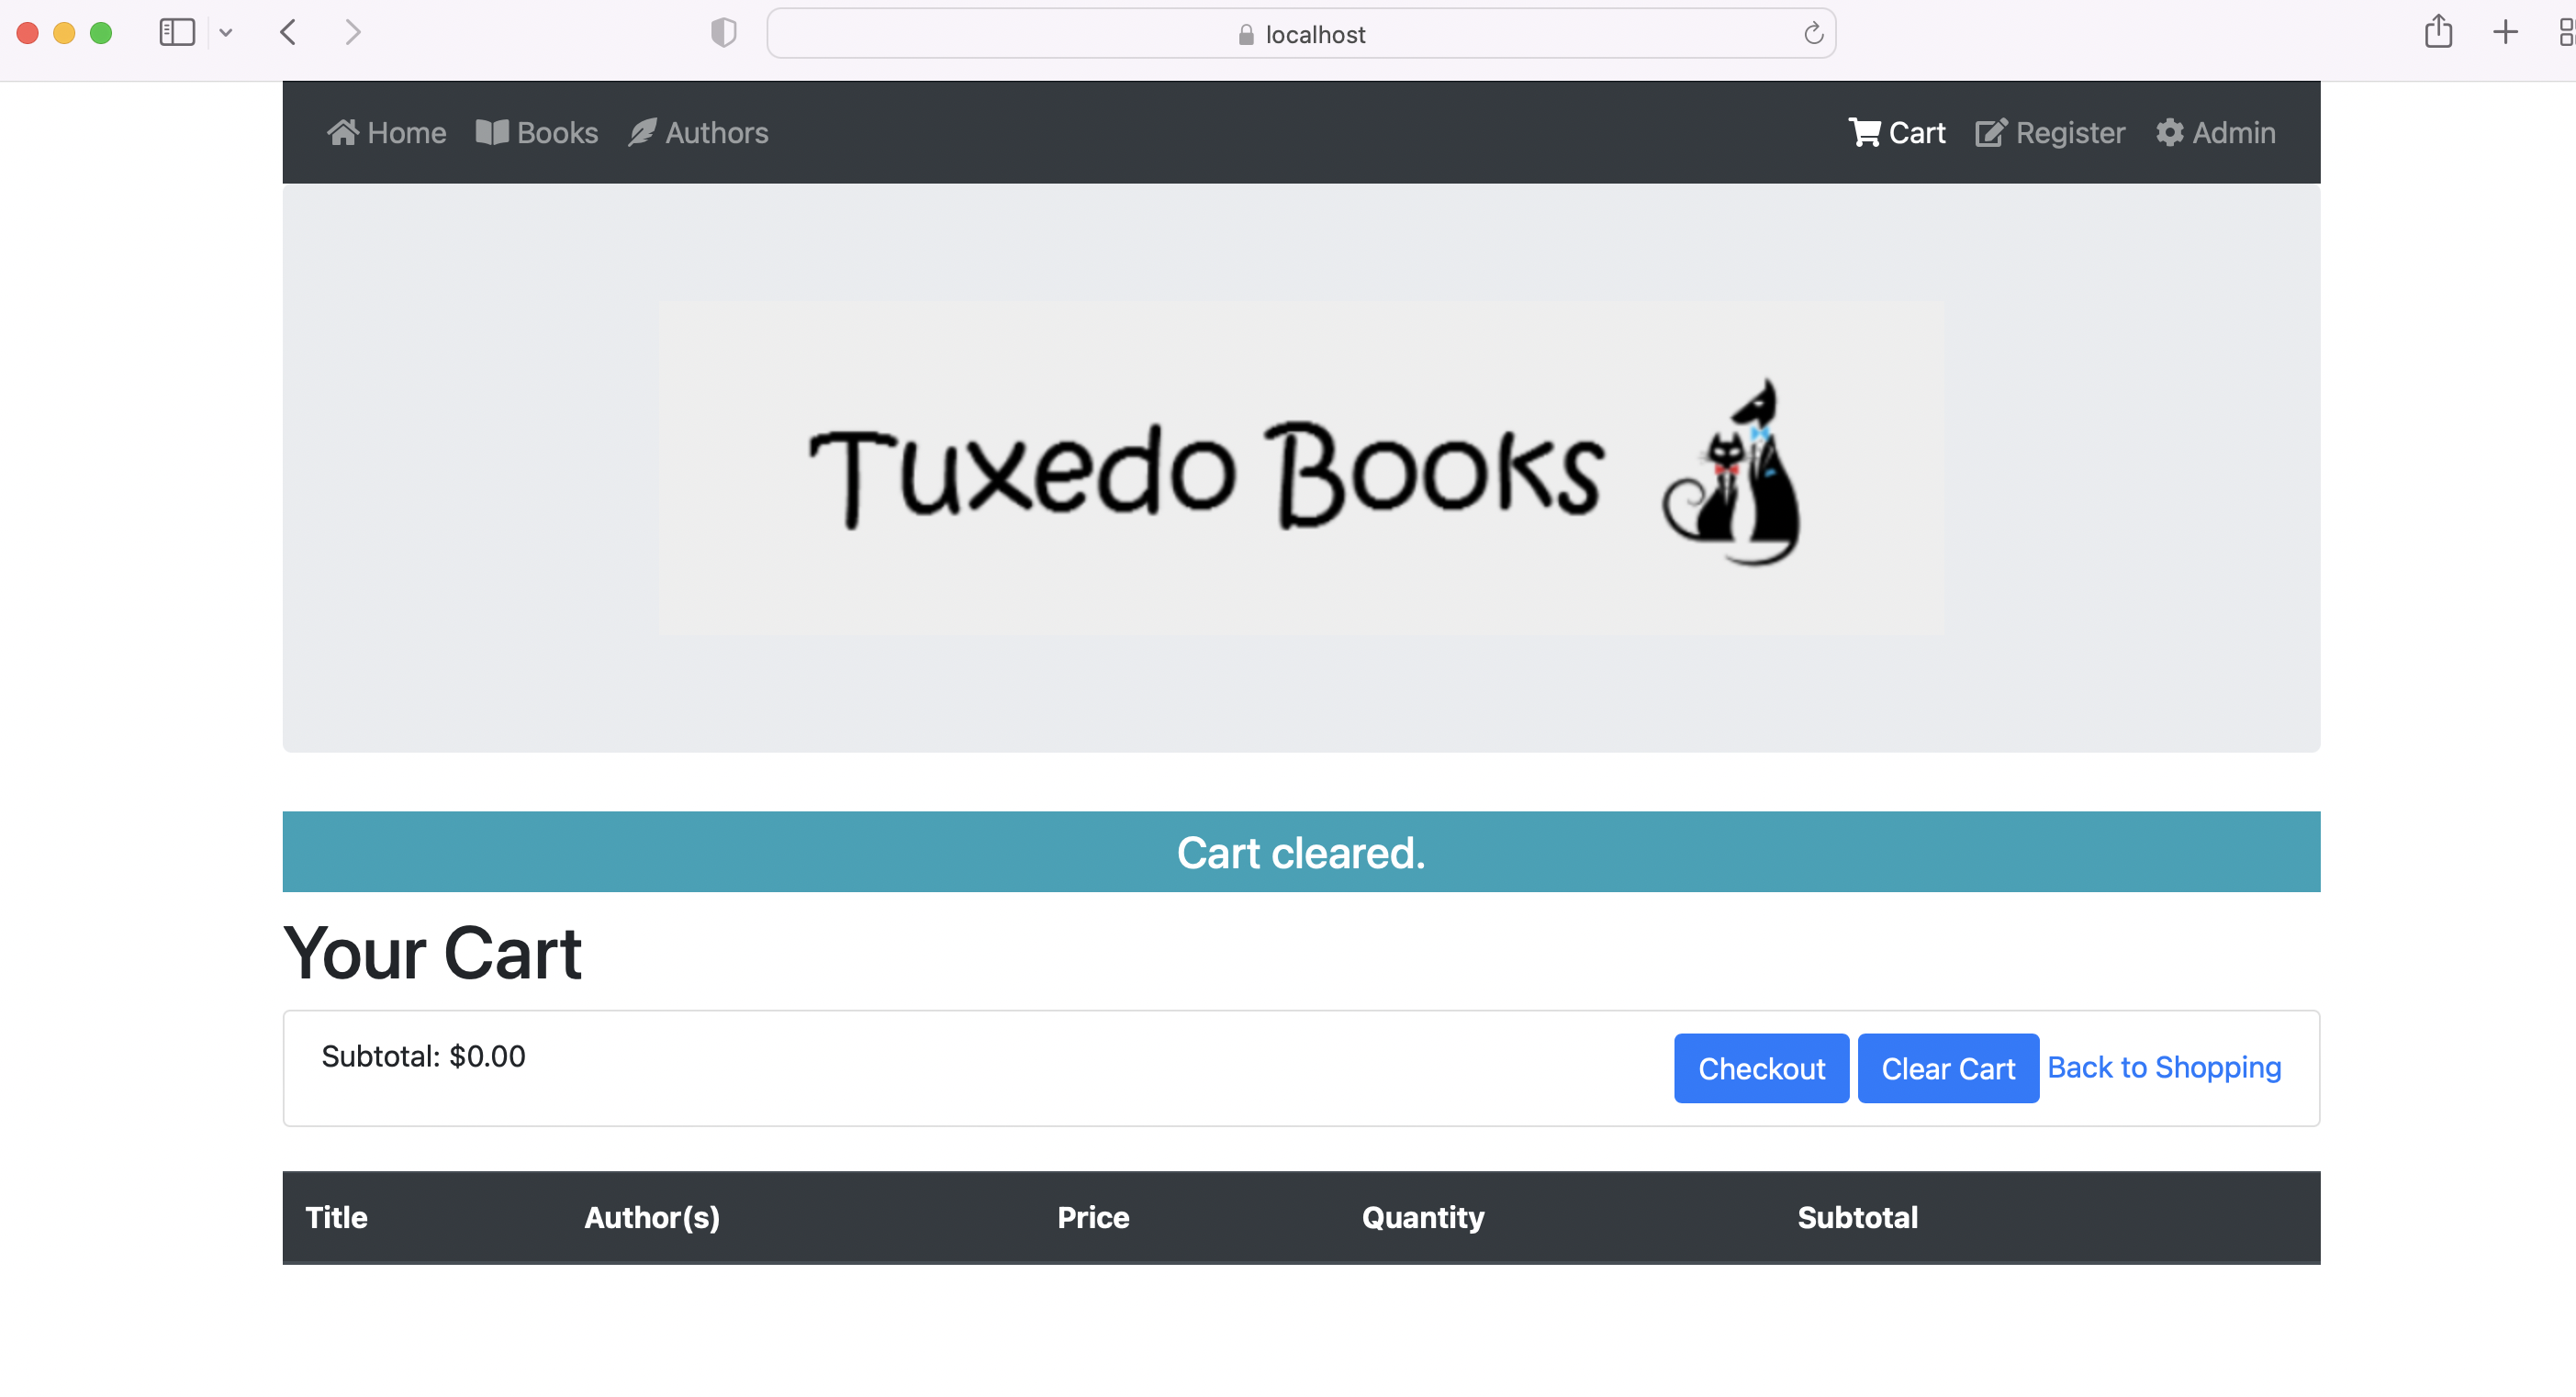 localhost
Home Books Authors Cart Register Admin
Tuxedo Books
Cart cleared.
Your Cart
Subtotal: $0.00 Checkout Clear Cart Back to Shopping
Title Author(s) Price Quantity Subtotal